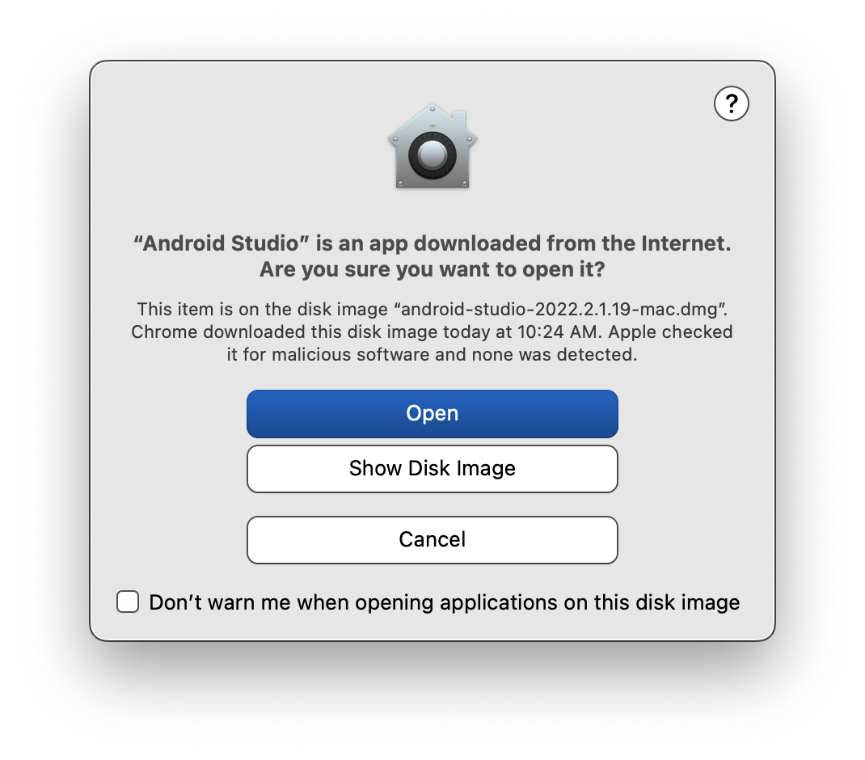 ?
“Android Studio” is an app downloaded from the Internet.
Are you sure you want to open it?
This item is on the disk image “android-studio-2022.2.1.19-mac.dmg”.
Chrome downloaded this disk image today at 10:24 AM. Apple checked
it for malicious software and none was detected.
Open
Show Disk Image
Cancel
Don’t warn me when opening applications on this disk image